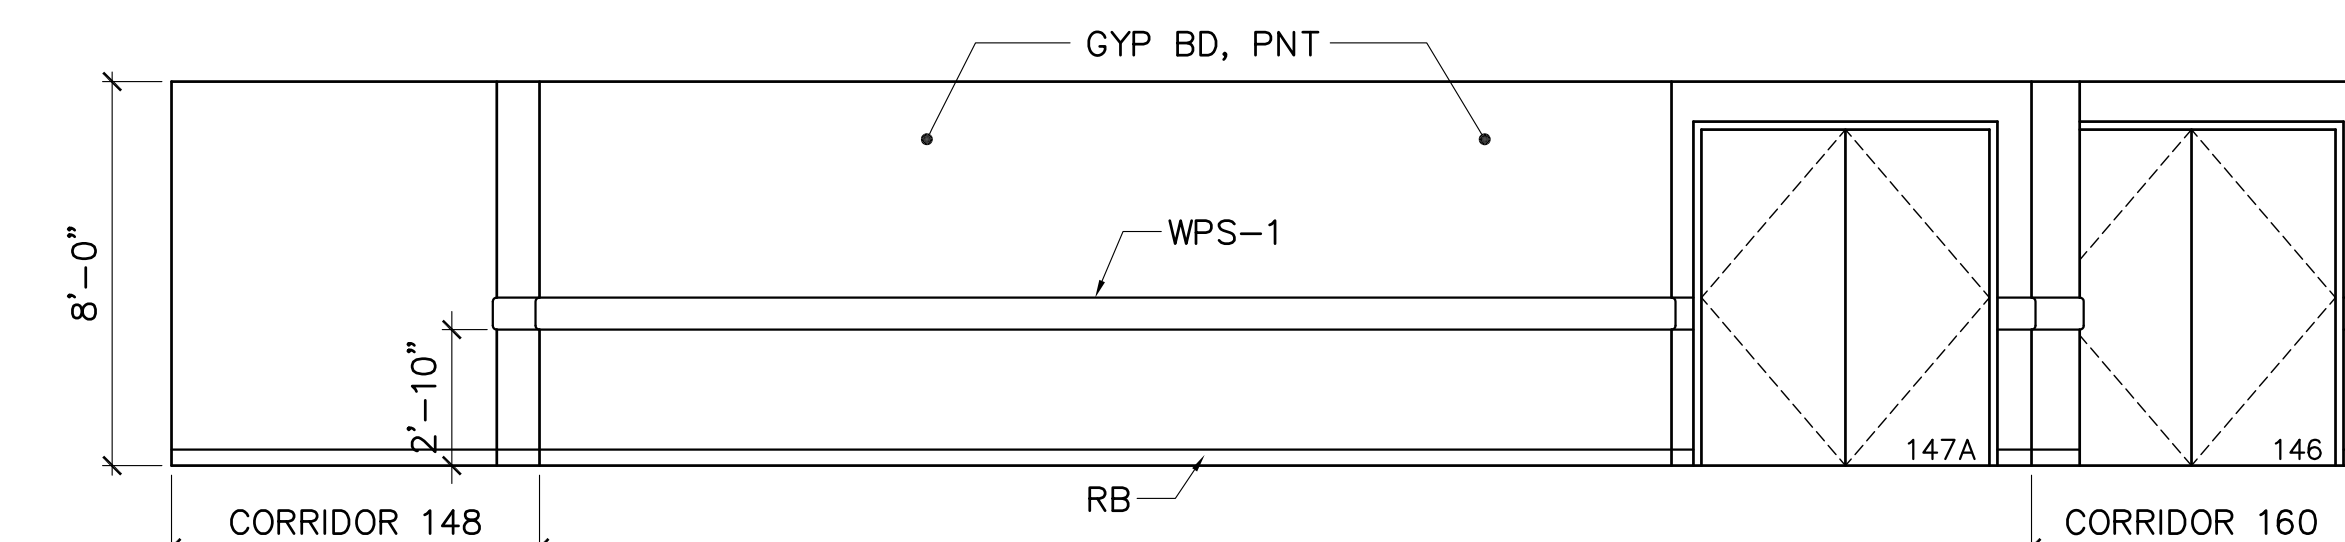 GYP BD, PNT
8'-0"
WPS-1
2'-10"
147A
146
RB
CORRIDOR 148
CORRIDOR 160